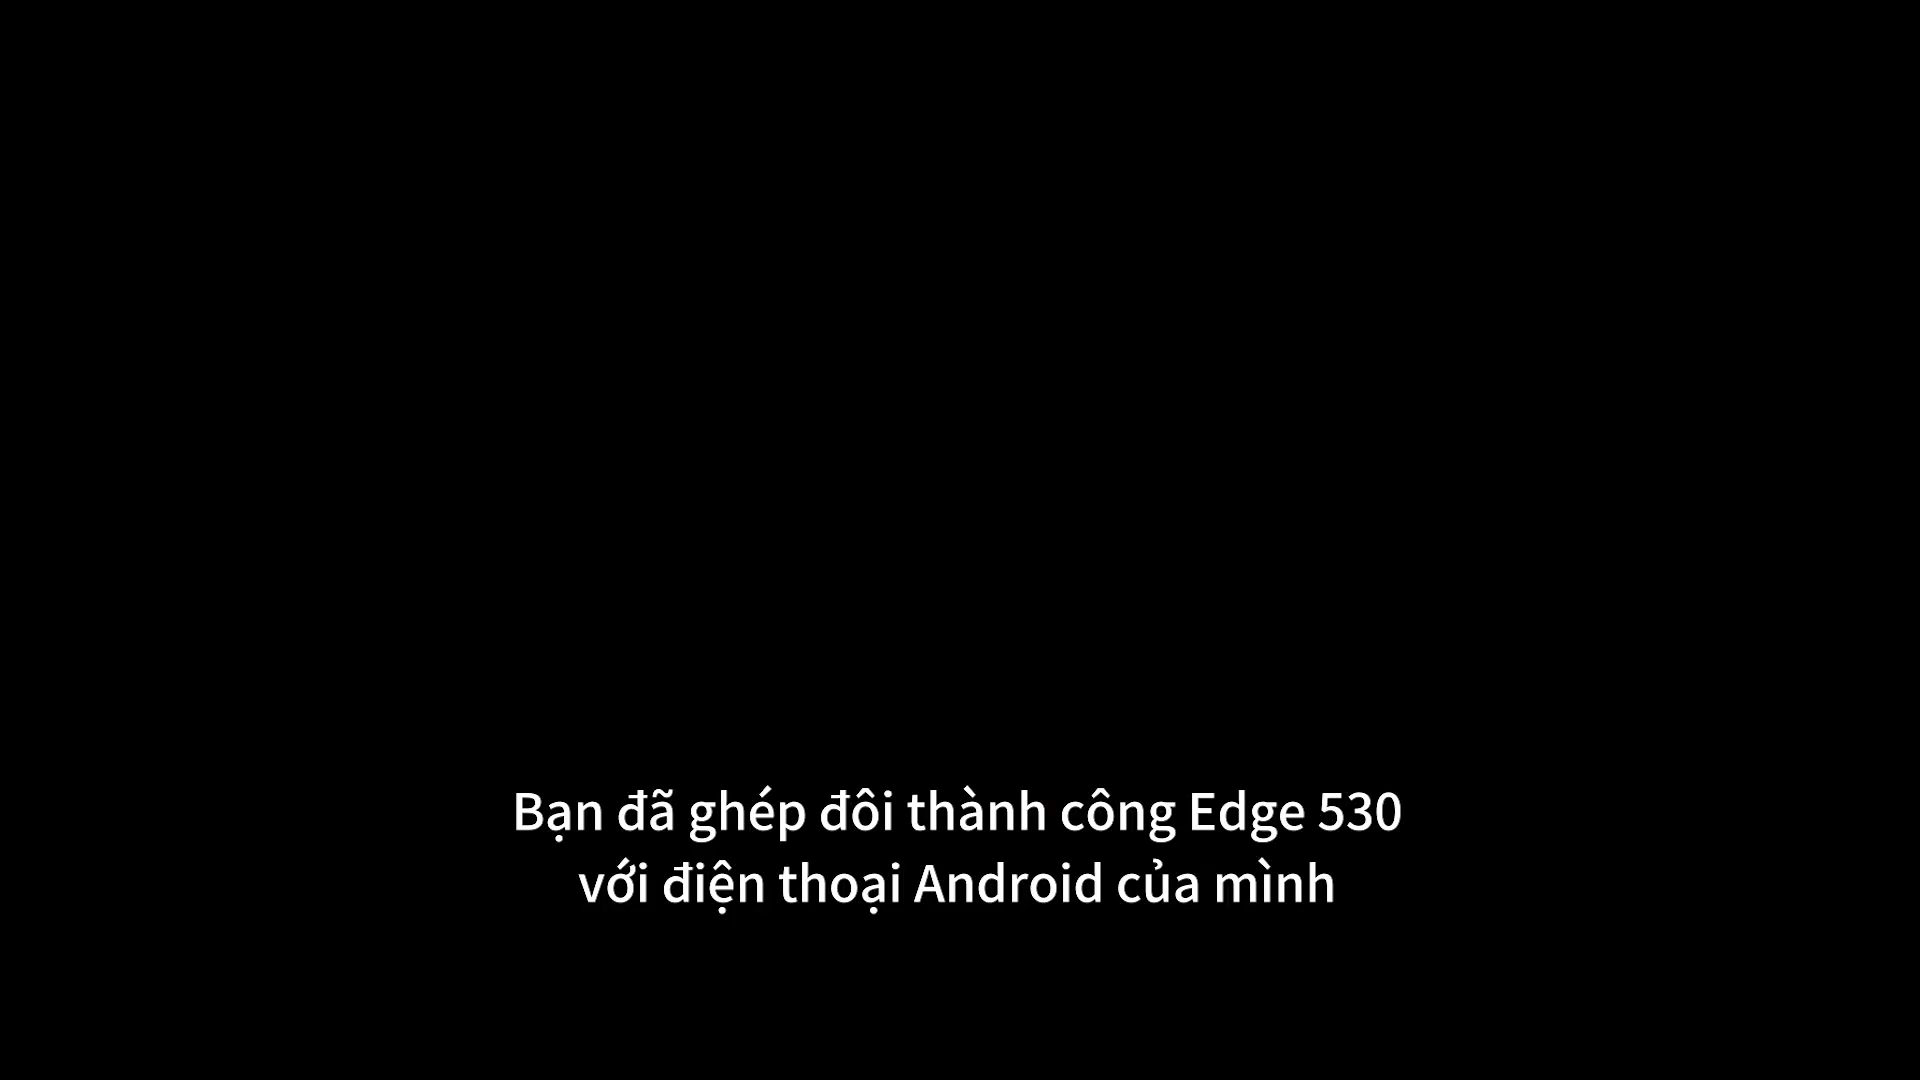 Bạn đã ghép đôi thành công Edge 530
với điện thoại Android của mình